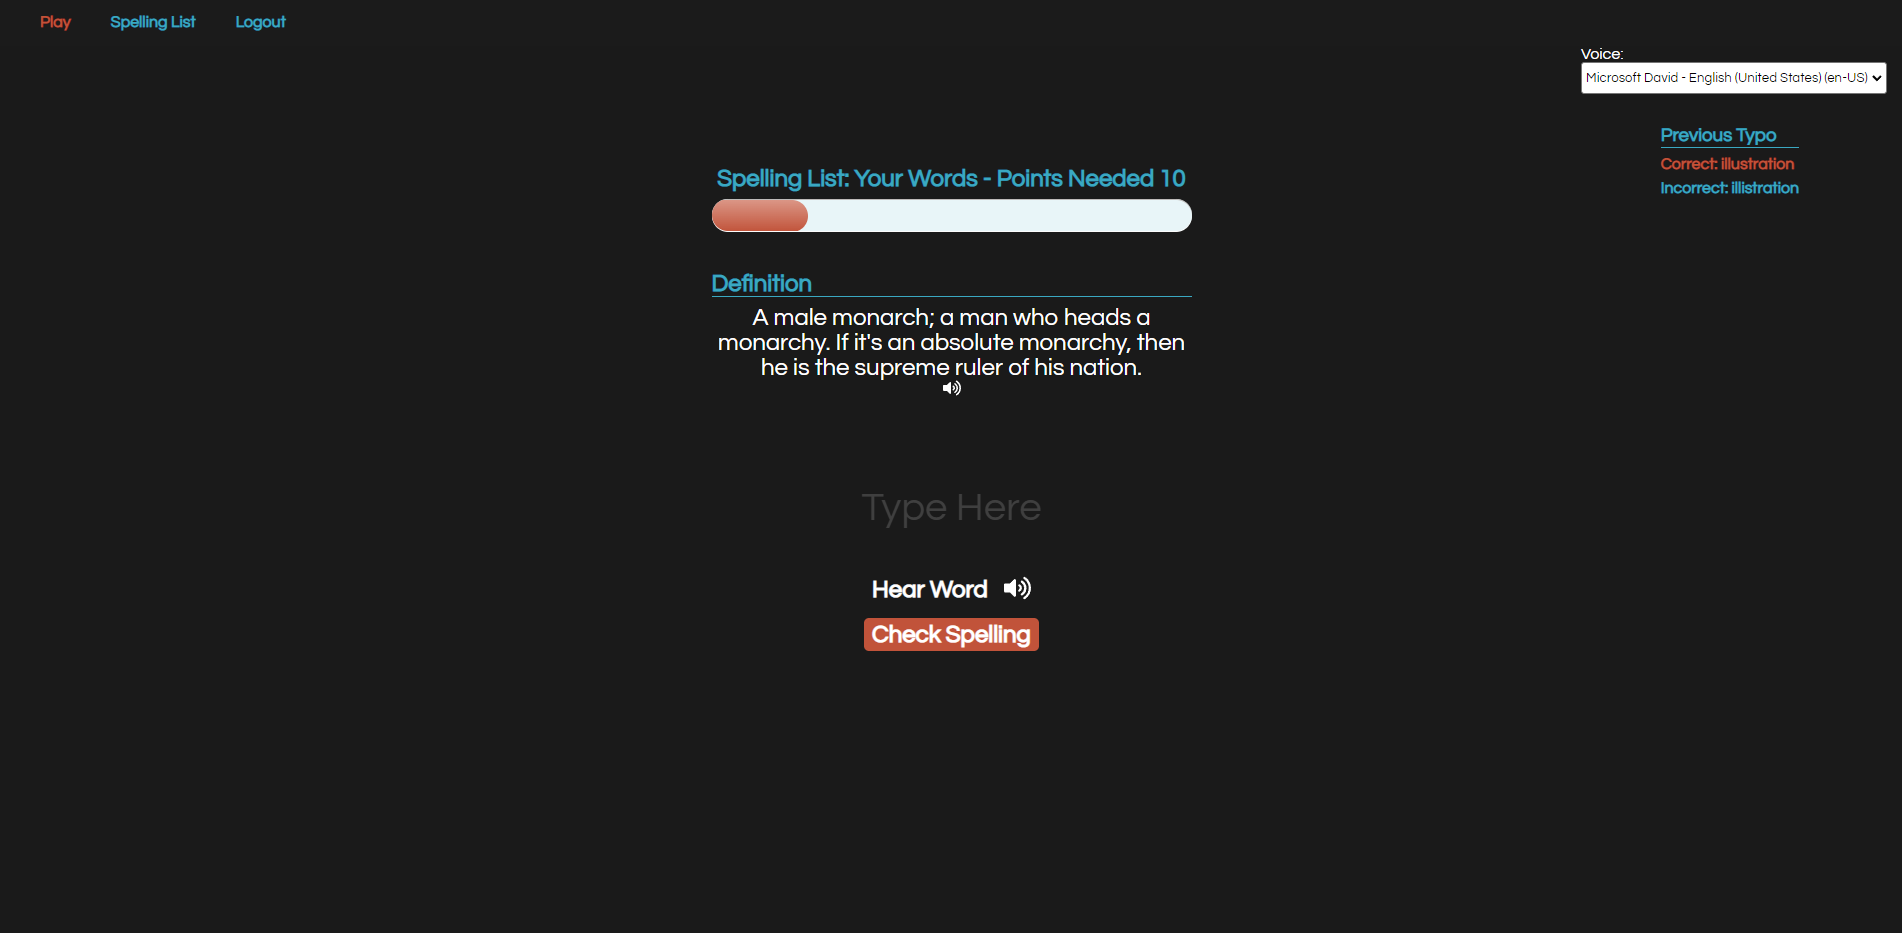 Play Spelling List Logout
Voice:
Microsoft David - English (United States) (en-US)
Previous Typo
Correct: illustration
Incorrect: illistration
Spelling List: Your Words - Points Needed 10
Definition
A male monarch; a man who heads a
monarchy. If it's an absolute monarchy, then
he is the supreme ruler of his nation.
Type Here
Hear Word
Check Spelling